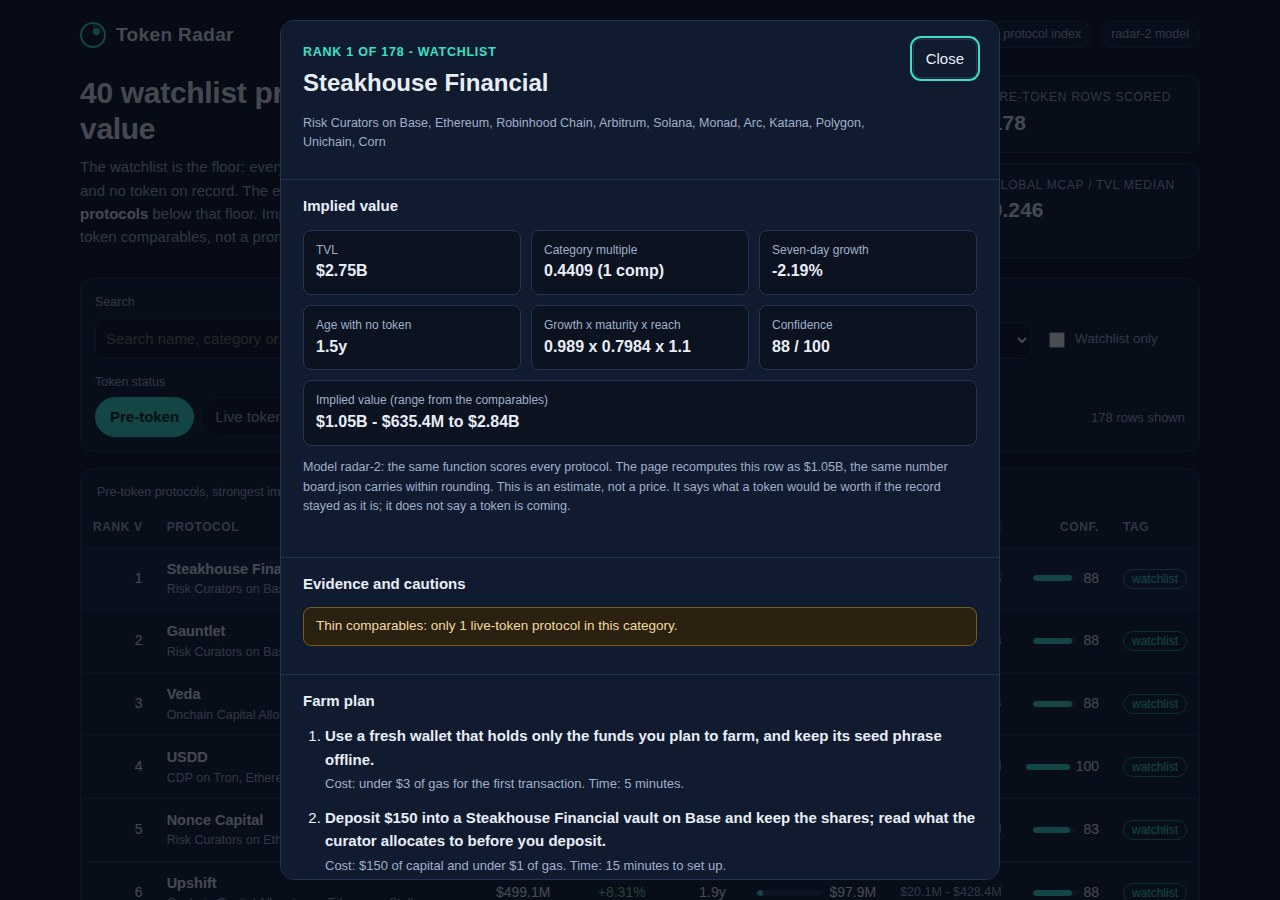 Token Radar
protocol index
radar-2 model
40 watchlist pr
value
The watchlist is the floor: ever
and no token on record. The e
protocols below that floor. Im
token comparables, not a pro
RE-TOKEN ROWS SCORED
178
LOBAL MCAP / TVL MEDIAN
0.246
Search
Search name, category or
Watchlist only
Token status
Pre-token
Live token
178 rows shown
Pre-token protocols, strongest im
RANK V
PROTOCOL
CONF.
TAG
1
Steakhouse Fina
Risk Curators on Bas
88
watchlist
2
Gauntlet
Risk Curators on Bas
88
watchlist
3
Veda
Onchain Capital Allo
88
watchlist
4
USDD
CDP on Tron, Ethere
100
watchlist
5
Nonce Capital
Risk Curators on Eth
83
watchlist
6
Upshift
$499.1M
+8.31%
1.9y
$97.9M
$20.1M - $428.4M
88
watchlist
RANK 1 OF 178 - WATCHLIST
Close
Steakhouse Financial
Risk Curators on Base, Ethereum, Robinhood Chain, Arbitrum, Solana, Monad, Arc, Katana, Polygon,
Unichain, Corn
Implied value
TVL
$2.75B
Category multiple
0.4409 (1 comp)
Seven-day growth
-2.19%
Age with no token
1.5y
Growth x maturity x reach
0.989 x 0.7984 x 1.1
Confidence
88 / 100
Implied value (range from the comparables)
$1.05B - $635.4M to $2.84B
Model radar-2: the same function scores every protocol. The page recomputes this row as $1.05B, the same number
board.json carries within rounding. This is an estimate, not a price. It says what a token would be worth if the record
stayed as it is; it does not say a token is coming.
Evidence and cautions
Thin comparables: only 1 live-token protocol in this category.
Farm plan
1. Use a fresh wallet that holds only the funds you plan to farm, and keep its seed phrase
offline.
Cost: under $3 of gas for the first transaction. Time: 5 minutes.
2. Deposit $150 into a Steakhouse Financial vault on Base and keep the shares; read what the
curator allocates to before you deposit.
Cost: $150 of capital and under $1 of gas. Time: 15 minutes to set up.